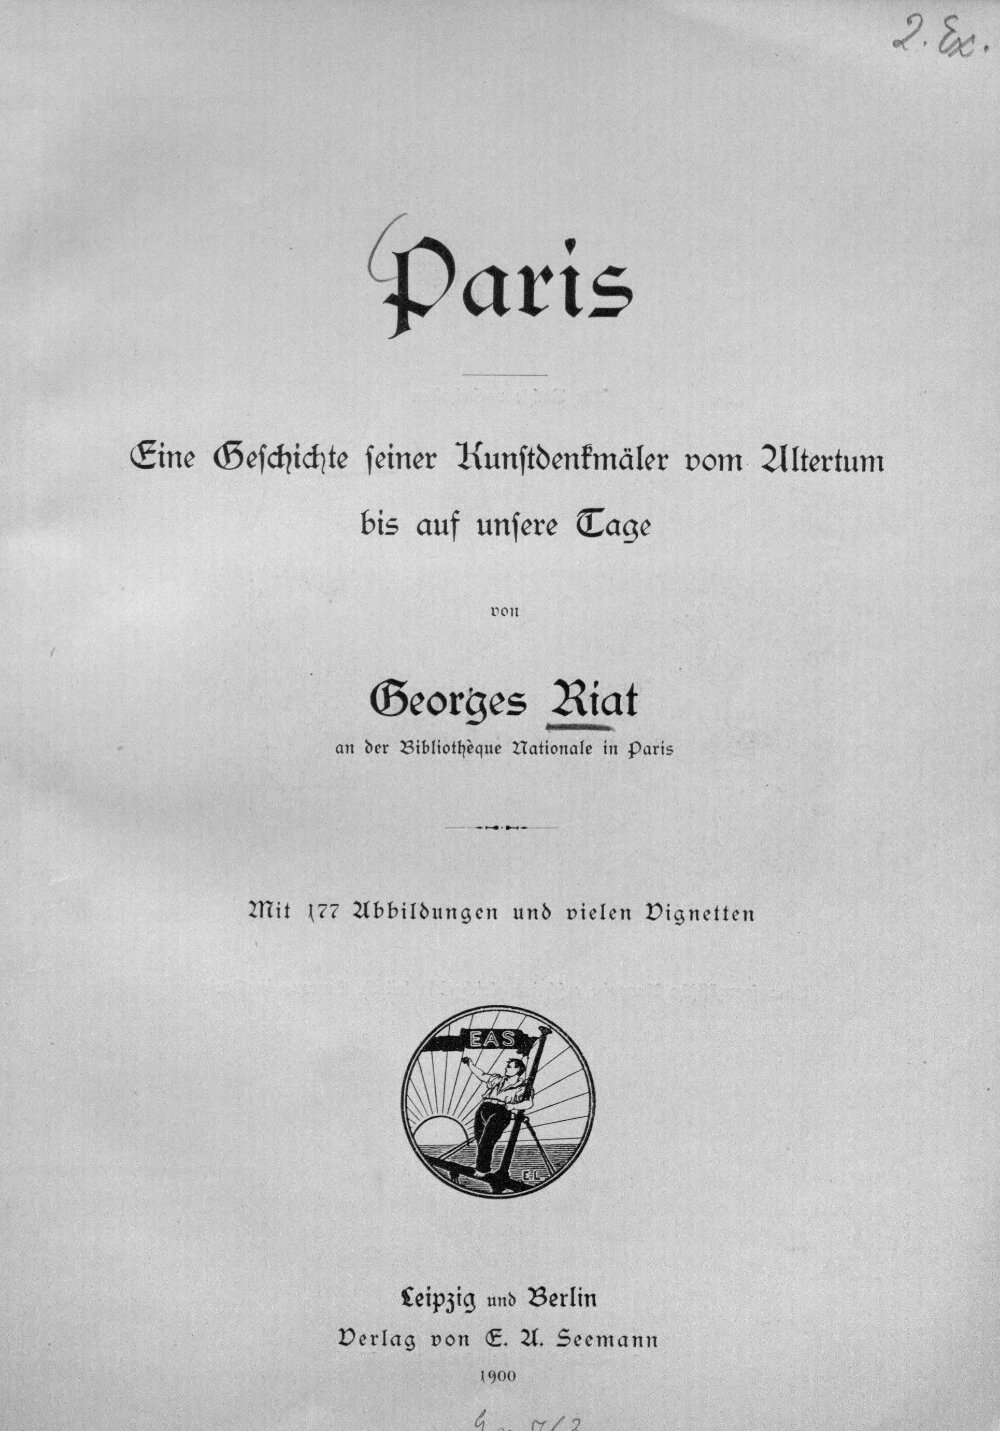 2. Ex.
Paris
Eine Geschichte seiner Kunstdenkmäler vom Altertum
bis auf unsere Tage
von
Georges Riat
an der Bibliothèque Nationale in Paris
Mit 177 Abbildungen und vielen Vignetten
EAS
E·L
Leipzig und Berlin
Verlag von E. A. Seemann
1900